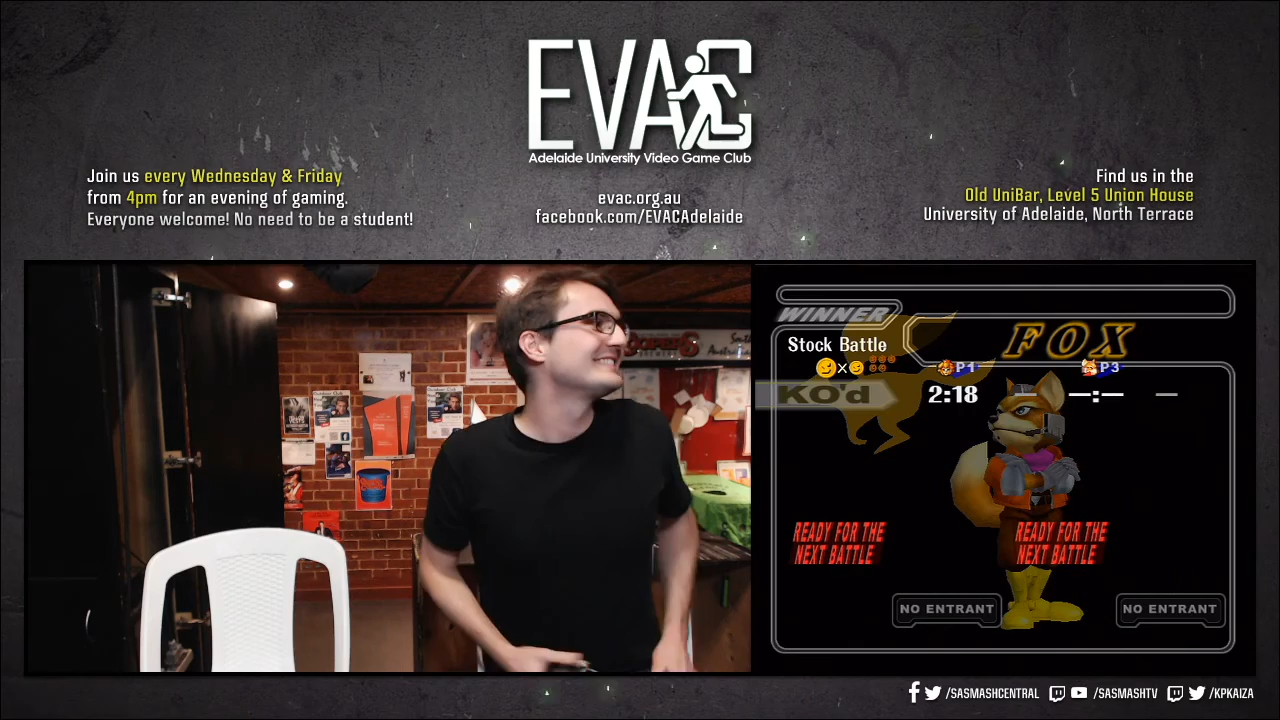 EVAC
Adelaide University Video Game Club
Join us every Wednesday & Friday
from 4pm for an evening of gaming.
Everyone welcome! No need to be a student!
evac.org.au
facebook.com/EVACAdelaide
Find us in the
Old UniBar, Level 5 Union House
University of Adelaide, North Terrace
WINNER
FOX
Stock Battle
P1
P3
KO'd
2:18
READY FOR THE
NEXT BATTLE
READY FOR THE
NEXT BATTLE
NO ENTRANT
NO ENTRANT
/SASMASHCENTRAL
/SASMASHTV
/KPKAIZA